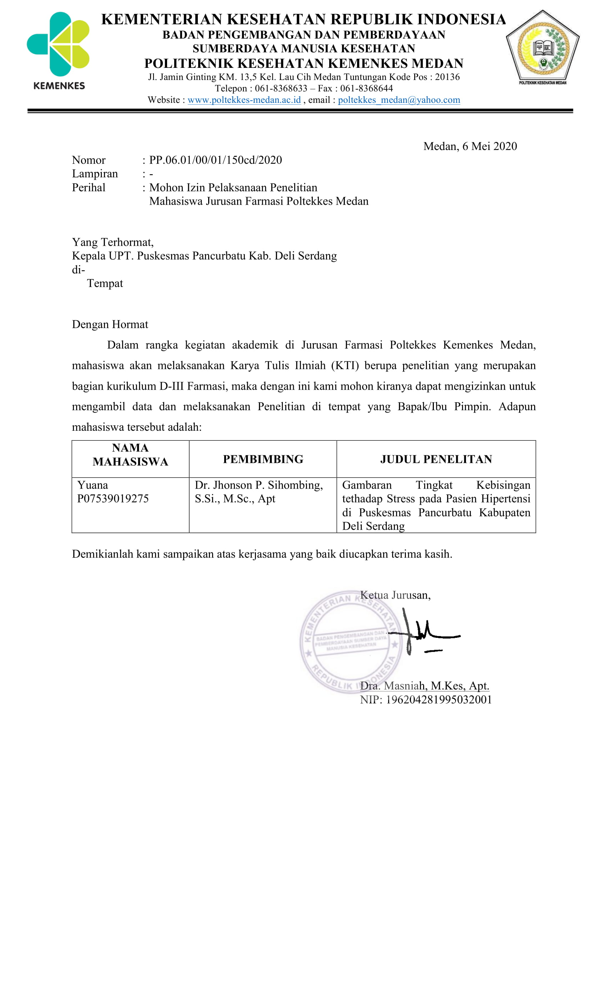 KEMENTERIAN KESEHATAN REPUBLIK INDONESIA
BADAN PENGEMBANGAN DAN PEMBERDAYAAN
SUMBERDAYA MANUSIA KESEHATAN
POLITEKNIK KESEHATAN KEMENKES MEDAN
Jl. Jamin Ginting KM. 13,5 Kel. Lau Cih Medan Tuntungan Kode Pos : 20136
Telepon : 061-8368633 – Fax : 061-8368644
Website : www.poltekkes-medan.ac.id , email : poltekkes_medan@yahoo.com
KEMENKES
POLITEKNIK KESEHATAN MEDAN
Medan, 6 Mei 2020
Nomor : PP.06.01/00/01/150cd/2020
Lampiran : -
Perihal : Mohon Izin Pelaksanaan Penelitian
Mahasiswa Jurusan Farmasi Poltekkes Medan
Yang Terhormat,
Kepala UPT. Puskesmas Pancurbatu Kab. Deli Serdang
di-
Tempat
Dengan Hormat
Dalam rangka kegiatan akademik di Jurusan Farmasi Poltekkes Kemenkes Medan,
mahasiswa akan melaksanakan Karya Tulis Ilmiah (KTI) berupa penelitian yang merupakan
bagian kurikulum D-III Farmasi, maka dengan ini kami mohon kiranya dapat mengizinkan untuk
mengambil data dan melaksanakan Penelitian di tempat yang Bapak/Ibu Pimpin. Adapun
mahasiswa tersebut adalah:
NAMA
MAHASISWA
PEMBIMBING
JUDUL PENELITAN
Yuana
P07539019275
Dr. Jhonson P. Sihombing,
S.Si., M.Sc., Apt
Gambaran Tingkat Kebisingan
tethadap Stress pada Pasien Hipertensi
di Puskesmas Pancurbatu Kabupaten
Deli Serdang
Demikianlah kami sampaikan atas kerjasama yang baik diucapkan terima kasih.
Ketua Jurusan,
KEMENTERIAN KESEHATAN
BADAN PENGEMBANGAN DAN
PEMBERDAYAAN SUMBER DAYA
MANUSIA KESEHATAN
REPUBLIK INDONESIA
Dra. Masniah, M.Kes, Apt.
NIP: 196204281995032001